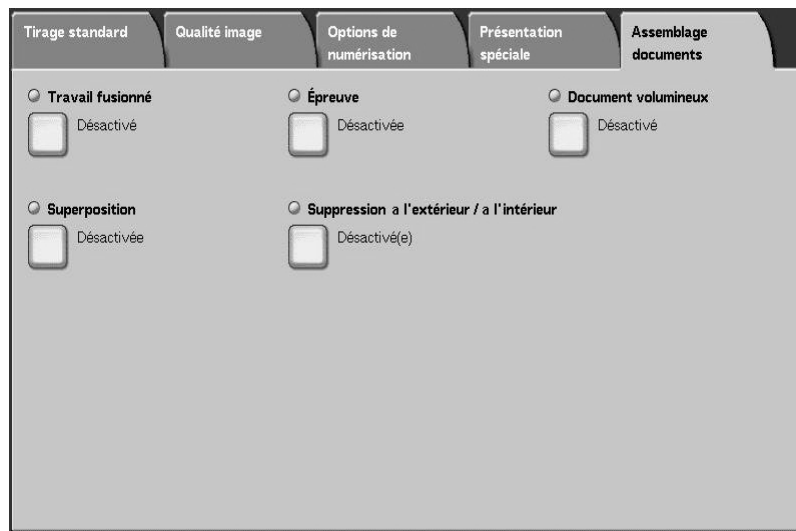 Tirage standard
Qualité image
Options de
numérisation
Présentation
spéciale
Assemblage
documents
Travail fusionné
Désactivé
Épreuve
Désactivée
Document volumineux
Désactivé
Superposition
Désactivée
Suppression a l'extérieur / a l'intérieur
Désactivé(e)